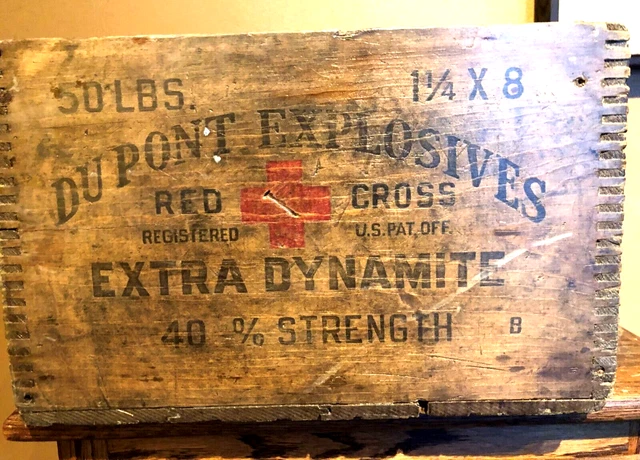 50 LBS. 1¼ X 8
DU PONT EXPLOSIVES
RED CROSS
REGISTERED U.S. PAT. OFF.
EXTRA DYNAMITE
40 % STRENGTH B